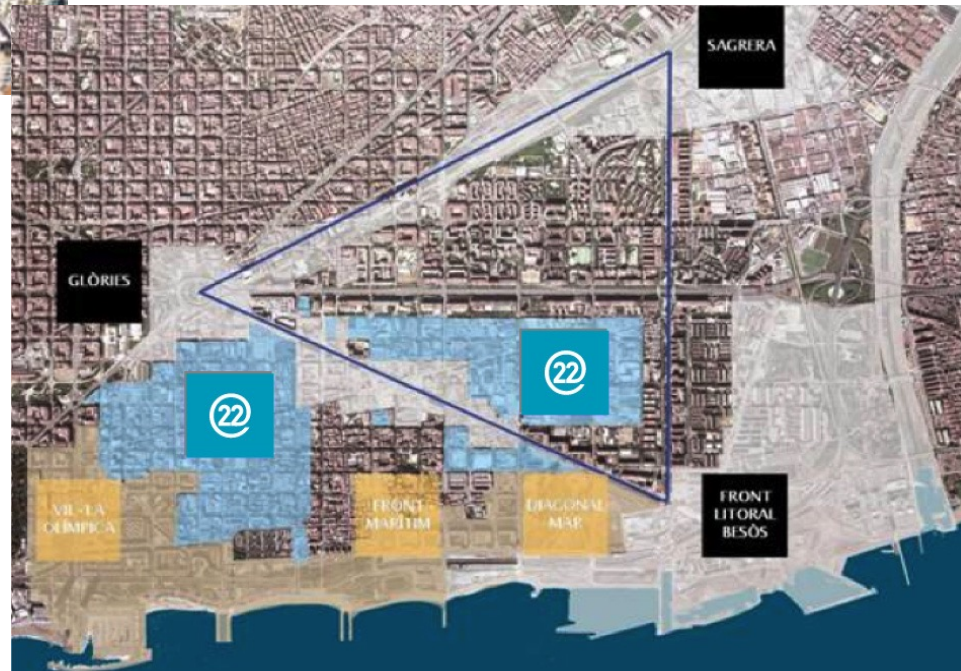 SAGRERA
GLÒRIES
22
22
VIL·LA
OLÍMPICA
FRONT
MARÍTIM
DIAGONAL
MAR
FRONT
LITORAL
BESÒS